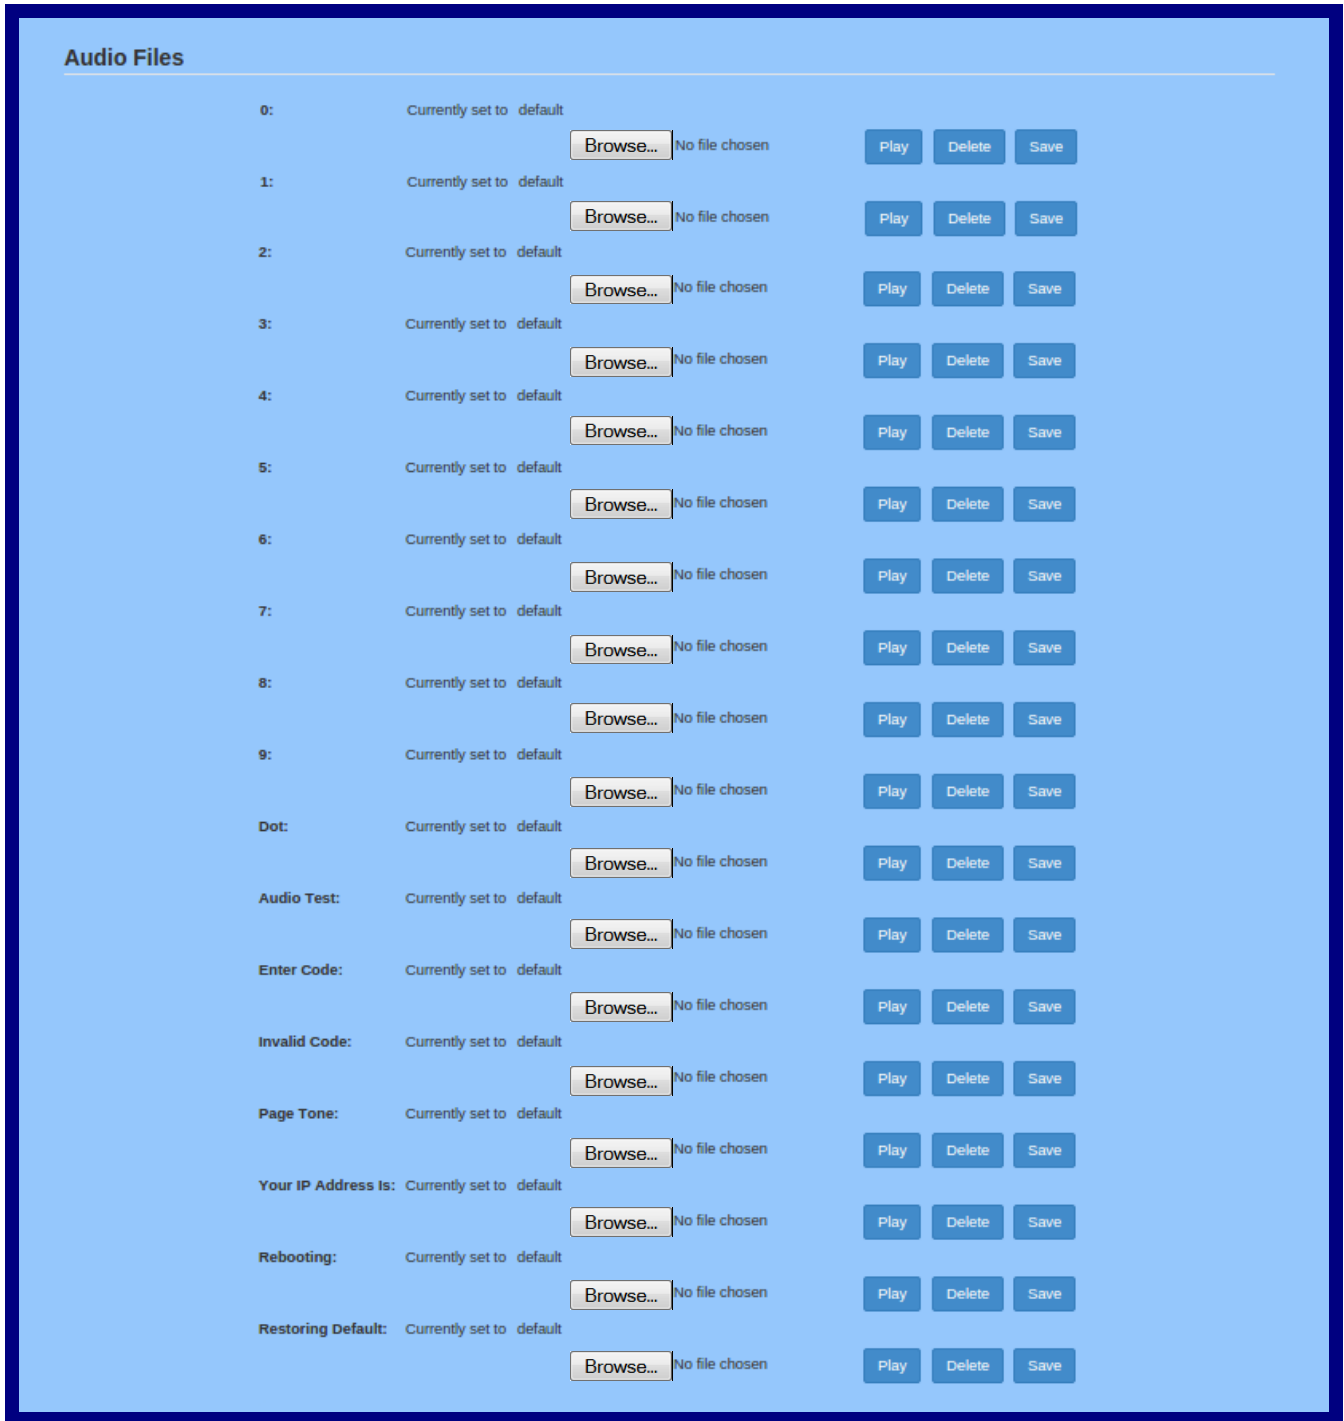 Audio Files
0: Currently set to default
Browse... No file chosen Play Delete Save
1: Currently set to default
Browse... No file chosen Play Delete Save
2: Currently set to default
Browse... No file chosen Play Delete Save
3: Currently set to default
Browse... No file chosen Play Delete Save
4: Currently set to default
Browse... No file chosen Play Delete Save
5: Currently set to default
Browse... No file chosen Play Delete Save
6: Currently set to default
Browse... No file chosen Play Delete Save
7: Currently set to default
Browse... No file chosen Play Delete Save
8: Currently set to default
Browse... No file chosen Play Delete Save
9: Currently set to default
Browse... No file chosen Play Delete Save
Dot: Currently set to default
Browse... No file chosen Play Delete Save
Audio Test: Currently set to default
Browse... No file chosen Play Delete Save
Enter Code: Currently set to default
Browse... No file chosen Play Delete Save
Invalid Code: Currently set to default
Browse... No file chosen Play Delete Save
Page Tone: Currently set to default
Browse... No file chosen Play Delete Save
Your IP Address Is: Currently set to default
Browse... No file chosen Play Delete Save
Rebooting: Currently set to default
Browse... No file chosen Play Delete Save
Restoring Default: Currently set to default
Browse... No file chosen Play Delete Save